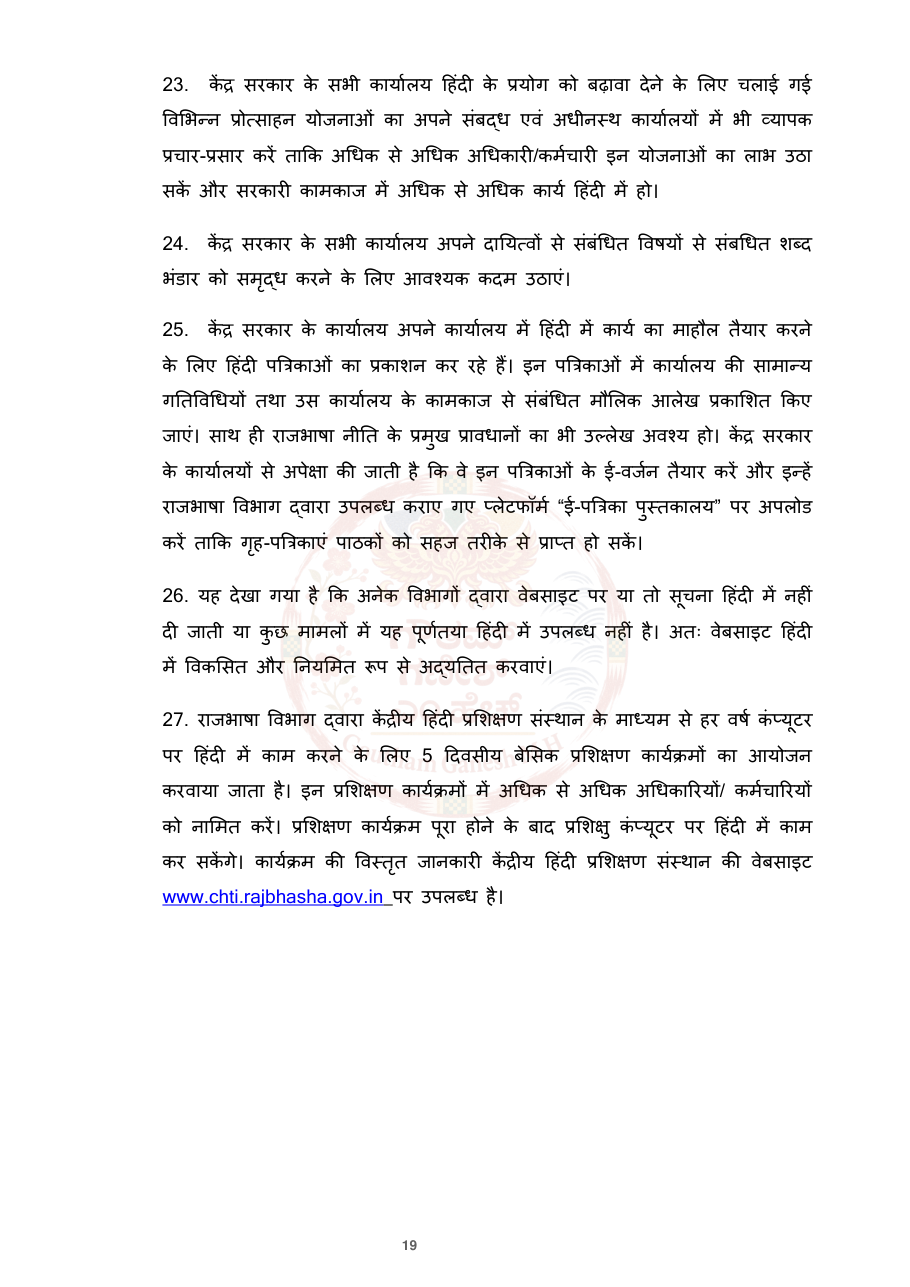 23. केंद्र सरकार के सभी कार्यालय हिंदी के प्रयोग को बढ़ावा देने के लिए चलाई गई
विभिन्न प्रोत्साहन योजनाओं का अपने संबद्ध एवं अधीनस्थ कार्यालयों में भी व्यापक
प्रचार-प्रसार करें ताकि अधिक से अधिक अधिकारी/कर्मचारी इन योजनाओं का लाभ उठा
सकें और सरकारी कामकाज में अधिक से अधिक कार्य हिंदी में हो।
24. केंद्र सरकार के सभी कार्यालय अपने दायित्वों से संबंधित विषयों से संबधित शब्द
भंडार को समृद्ध करने के लिए आवश्यक कदम उठाएं।
25. केंद्र सरकार के कार्यालय अपने कार्यालय में हिंदी में कार्य का माहौल तैयार करने
के लिए हिंदी पत्रिकाओं का प्रकाशन कर रहे हैं। इन पत्रिकाओं में कार्यालय की सामान्य
गतिविधियों तथा उस कार्यालय के कामकाज से संबंधित मौलिक आलेख प्रकाशित किए
जाएं। साथ ही राजभाषा नीति के प्रमुख प्रावधानों का भी उल्लेख अवश्य हो। केंद्र सरकार
के कार्यालयों से अपेक्षा की जाती है कि वे इन पत्रिकाओं के ई-वर्जन तैयार करें और इन्हें
राजभाषा विभाग द्वारा उपलब्ध कराए गए प्लेटफॉर्म “ई-पत्रिका पुस्तकालय” पर अपलोड
करें ताकि गृह-पत्रिकाएं पाठकों को सहज तरीके से प्राप्त हो सकें।
26. यह देखा गया है कि अनेक विभागों द्वारा वेबसाइट पर या तो सूचना हिंदी में नहीं
दी जाती या कुछ मामलों में यह पूर्णतया हिंदी में उपलब्ध नहीं है। अतः वेबसाइट हिंदी
में विकसित और नियमित रूप से अद्यतित करवाएं।
27. राजभाषा विभाग द्वारा केंद्रीय हिंदी प्रशिक्षण संस्थान के माध्यम से हर वर्ष कंप्यूटर
पर हिंदी में काम करने के लिए 5 दिवसीय बेसिक प्रशिक्षण कार्यक्रमों का आयोजन
करवाया जाता है। इन प्रशिक्षण कार्यक्रमों में अधिक से अधिक अधिकारियों/ कर्मचारियों
को नामित करें। प्रशिक्षण कार्यक्रम पूरा होने के बाद प्रशिक्षु कंप्यूटर पर हिंदी में काम
कर सकेंगे। कार्यक्रम की विस्तृत जानकारी केंद्रीय हिंदी प्रशिक्षण संस्थान की वेबसाइट
www.chti.rajbhasha.gov.in पर उपलब्ध है।
19